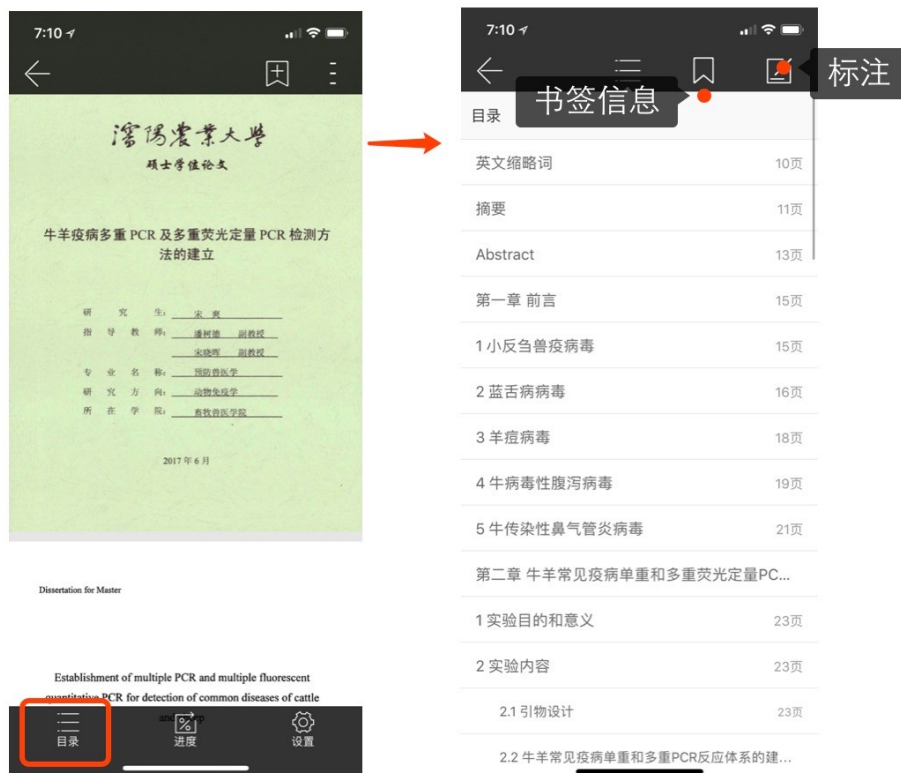 7:10
瀋陽農業大學
硕士学位论文
牛羊疫病多重 PCR 及多重荧光定量 PCR 检测方
法的建立
研 究 生： 宋 爽
指 导 教 师： 潘树德 副教授
宋晓晖 副教授
专 业 名 称： 预防兽医学
研 究 方 向： 动物免疫学
所 在 学 院： 畜牧兽医学院
2017 年 6 月
Dissertation for Master
Establishment of multiple PCR and multiple fluorescent
quantitative PCR for detection of common diseases of cattle
目录
进度
设置
7:10
书签信息
标注
目录
英文缩略词 10页
摘要 11页
Abstract 13页
第一章 前言 15页
1 小反刍兽疫病毒 15页
2 蓝舌病病毒 16页
3 羊痘病毒 18页
4 牛病毒性腹泻病毒 19页
5 牛传染性鼻气管炎病毒 21页
第二章 牛羊常见疫病单重和多重荧光定量PC...
1 实验目的和意义 23页
2 实验内容 23页
2.1 引物设计 23页
2.2 牛羊常见疫病单重和多重PCR反应体系的建...